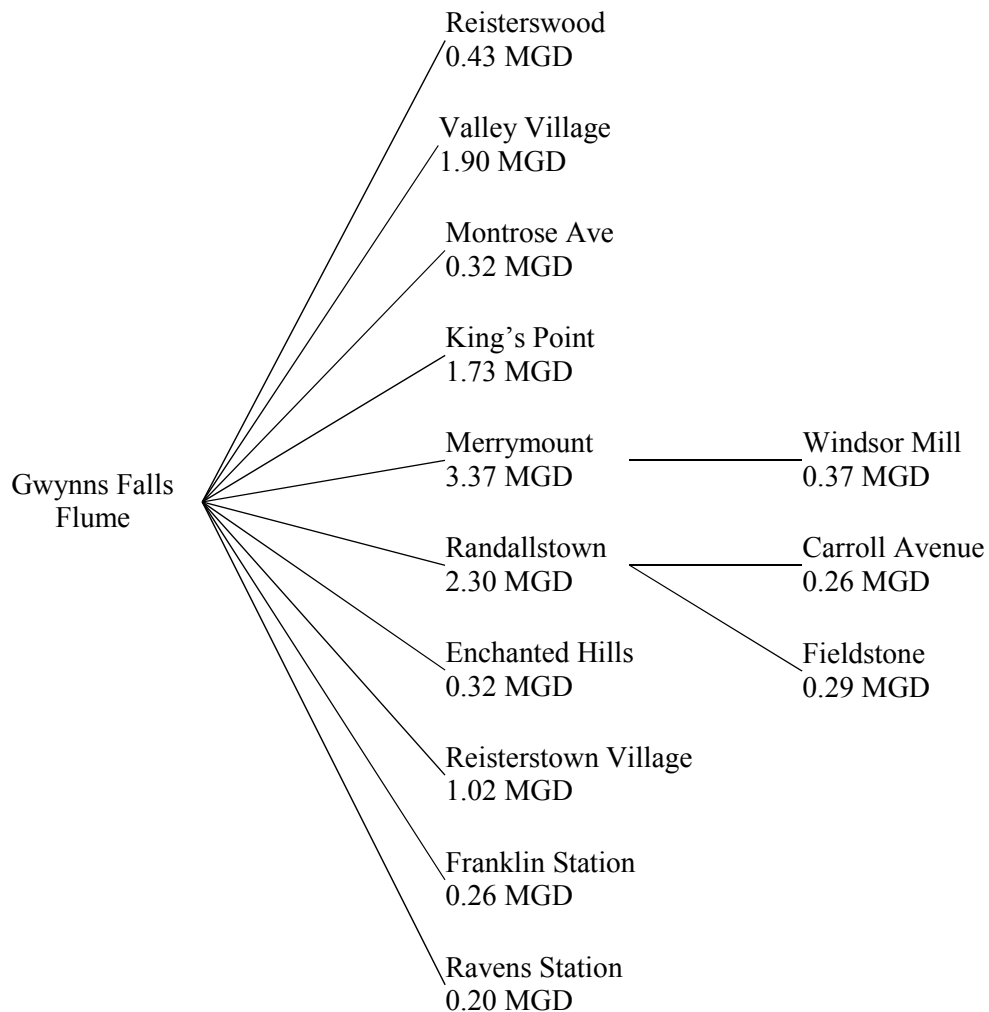 Reisterswood
0.43 MGD
Valley Village
1.90 MGD
Montrose Ave
0.32 MGD
King’s Point
1.73 MGD
Merrymount
3.37 MGD
Windsor Mill
0.37 MGD
Gwynns Falls
Flume
Randallstown
2.30 MGD
Carroll Avenue
0.26 MGD
Enchanted Hills
0.32 MGD
Fieldstone
0.29 MGD
Reisterstown Village
1.02 MGD
Franklin Station
0.26 MGD
Ravens Station
0.20 MGD